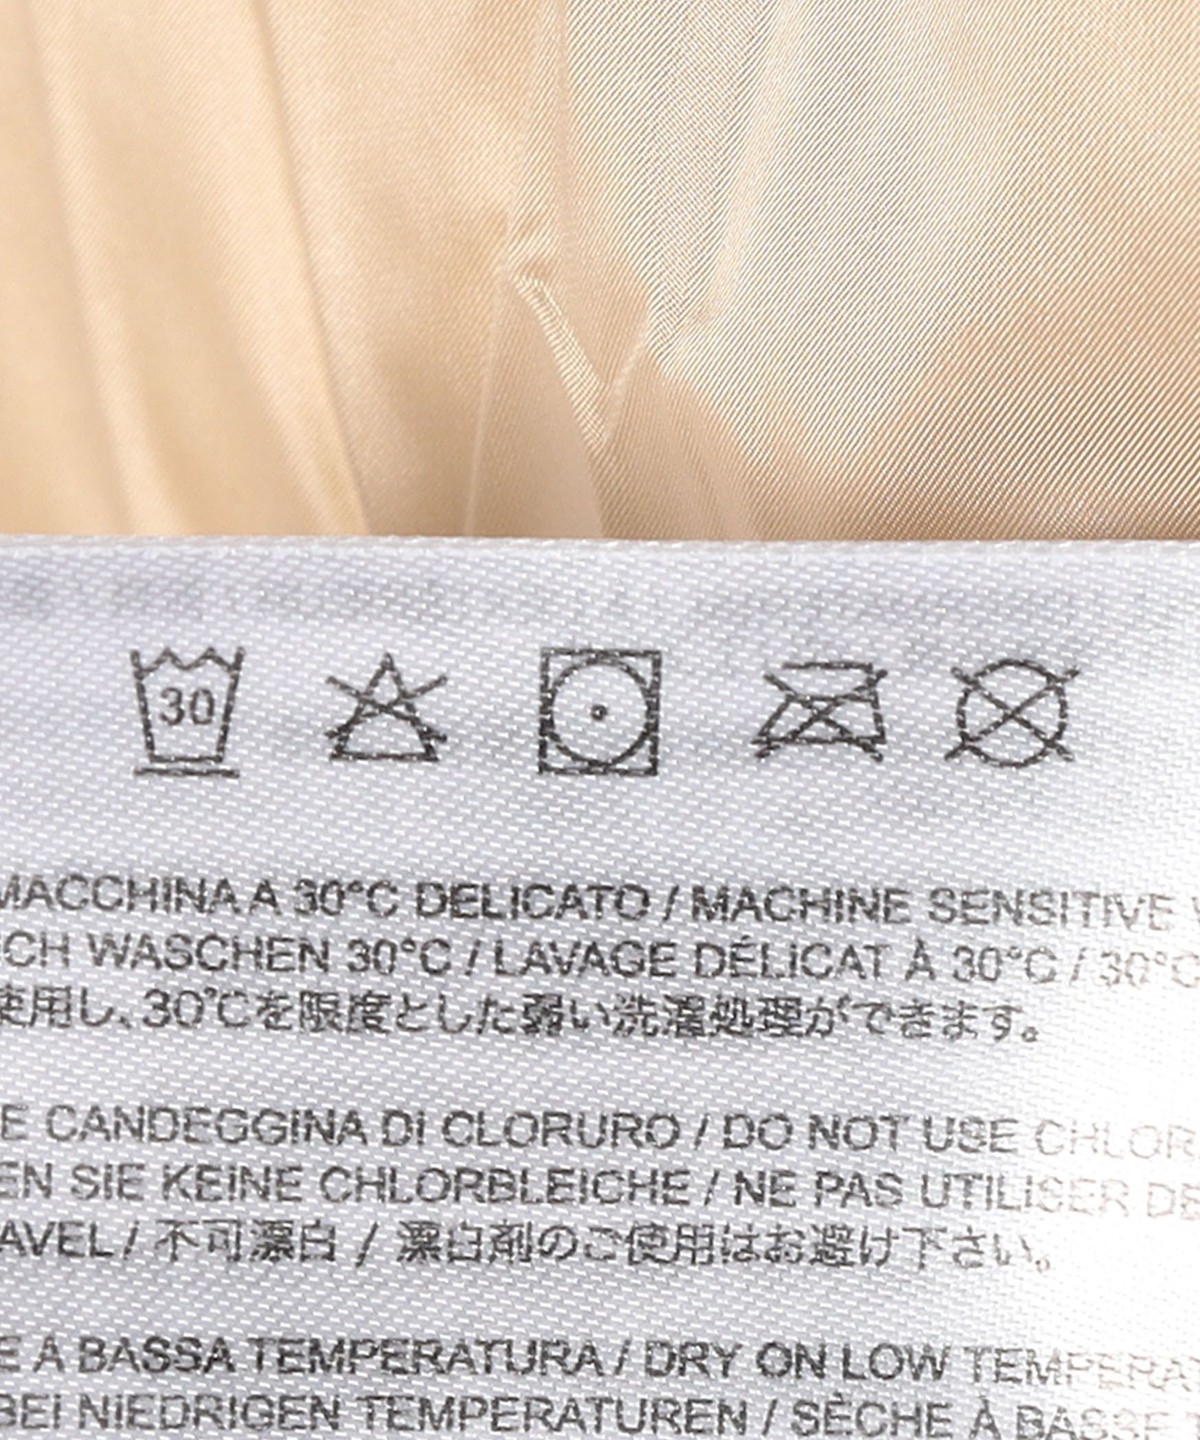 30
MACCHINA A 30°C DELICATO / MACHINE SENSITIVE
CH WASCHEN 30°C / LAVAGE DÉLICAT À 30°C / 30°C
使用し、30°Cを限度とした弱い洗濯処理ができます。
E CANDEGGINA DI CLORURO / DO NOT USE CHLOR
EN SIE KEINE CHLORBLEICHE / NE PAS UTILISER DE
AVEL / 不可漂白 / 漂白剤のご使用はお避け下さい。
E A BASSA TEMPERATURA / DRY ON LOW TEMPERA
BEI NIEDRIGEN TEMPERATUREN / SÈCHE À BASSE T